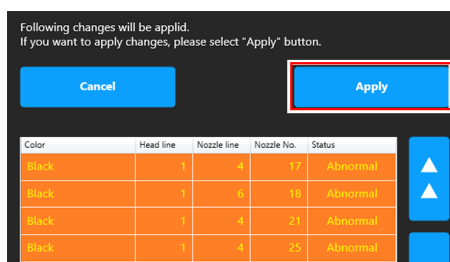 Following changes will be applid.
If you want to apply changes, please select "Apply" button.
Cancel Apply
Color Head line Nozzle line Nozzle No. Status
Black 1 4 17 Abnormal
Black 1 6 18 Abnormal
Black 1 4 21 Abnormal
Black 1 4 25 Abnormal